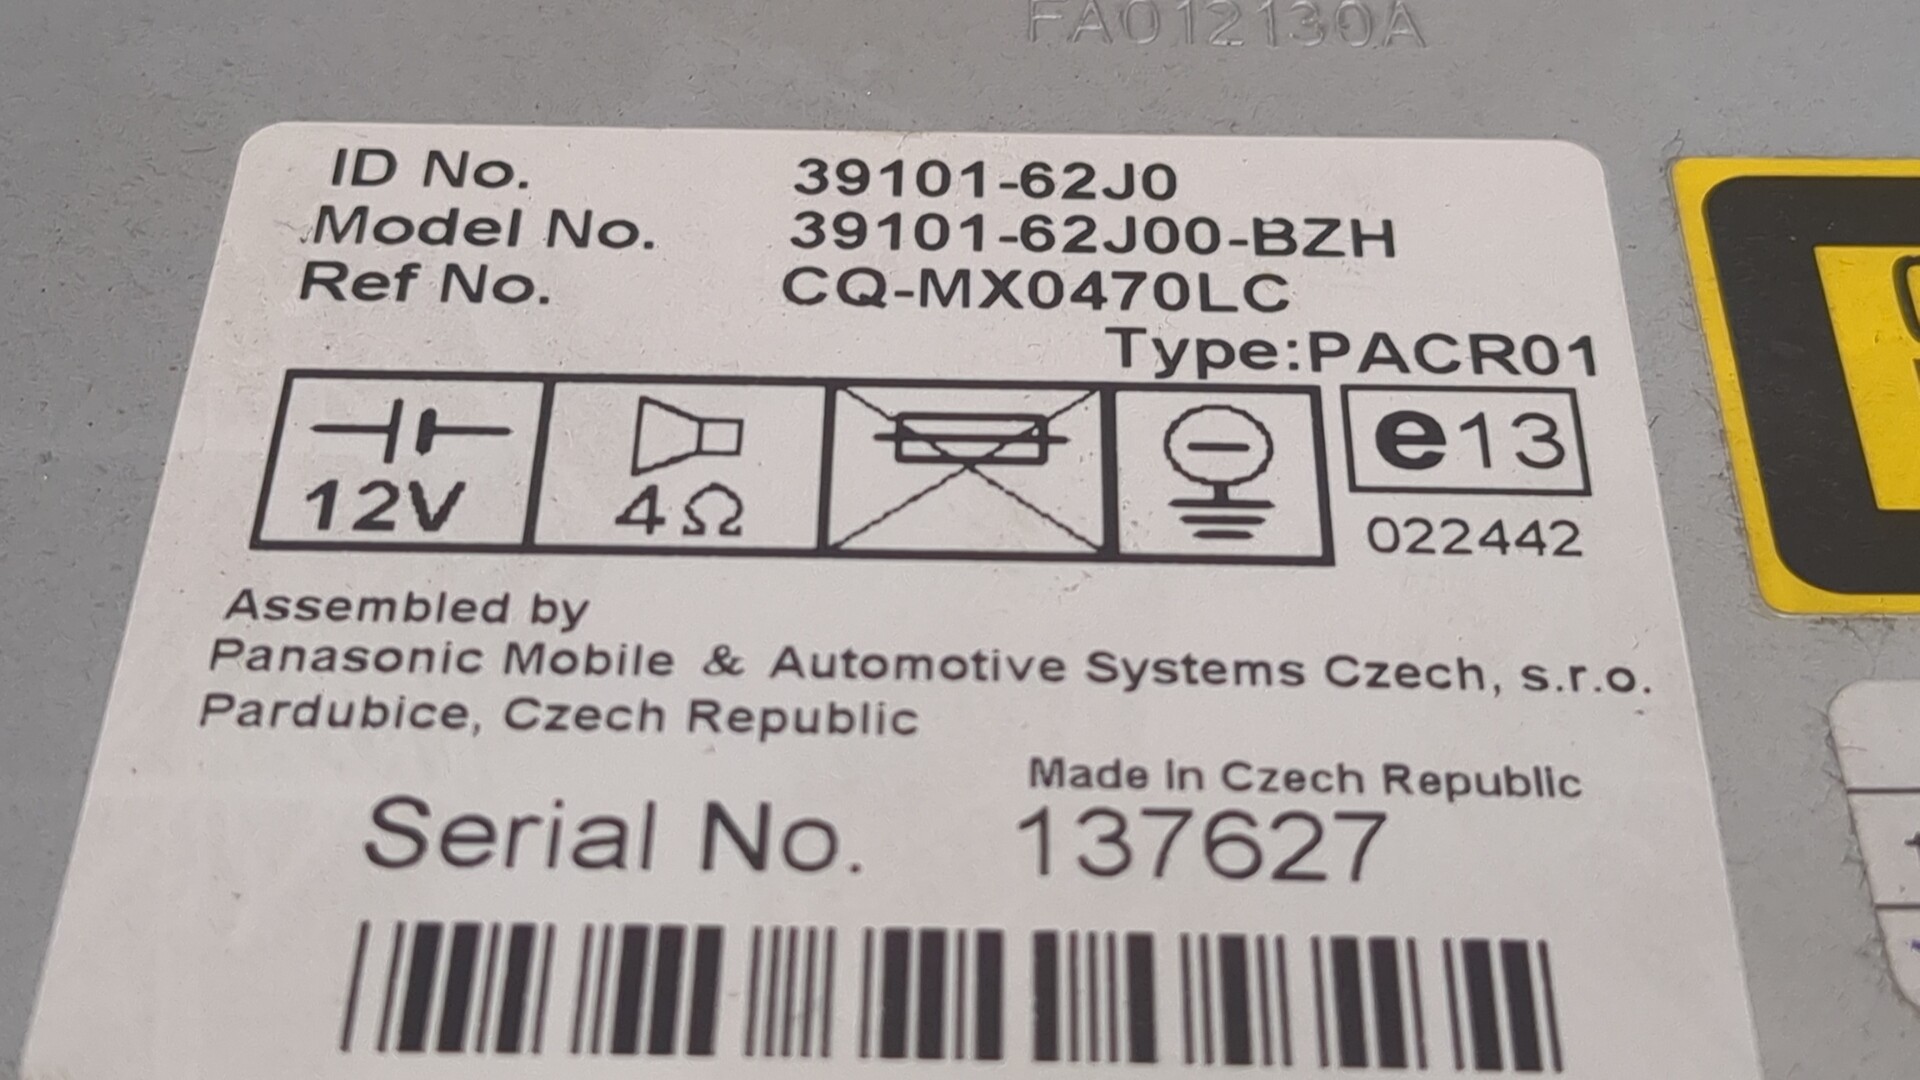 FA012130A
ID No. 39101-62J0
Model No. 39101-62J00-BZH
Ref No. CQ-MX0470LC
Type:PACR01
12V 4Ω e13
022442
Assembled by
Panasonic Mobile & Automotive Systems Czech, s.r.o.
Pardubice, Czech Republic
Made In Czech Republic
Serial No. 137627